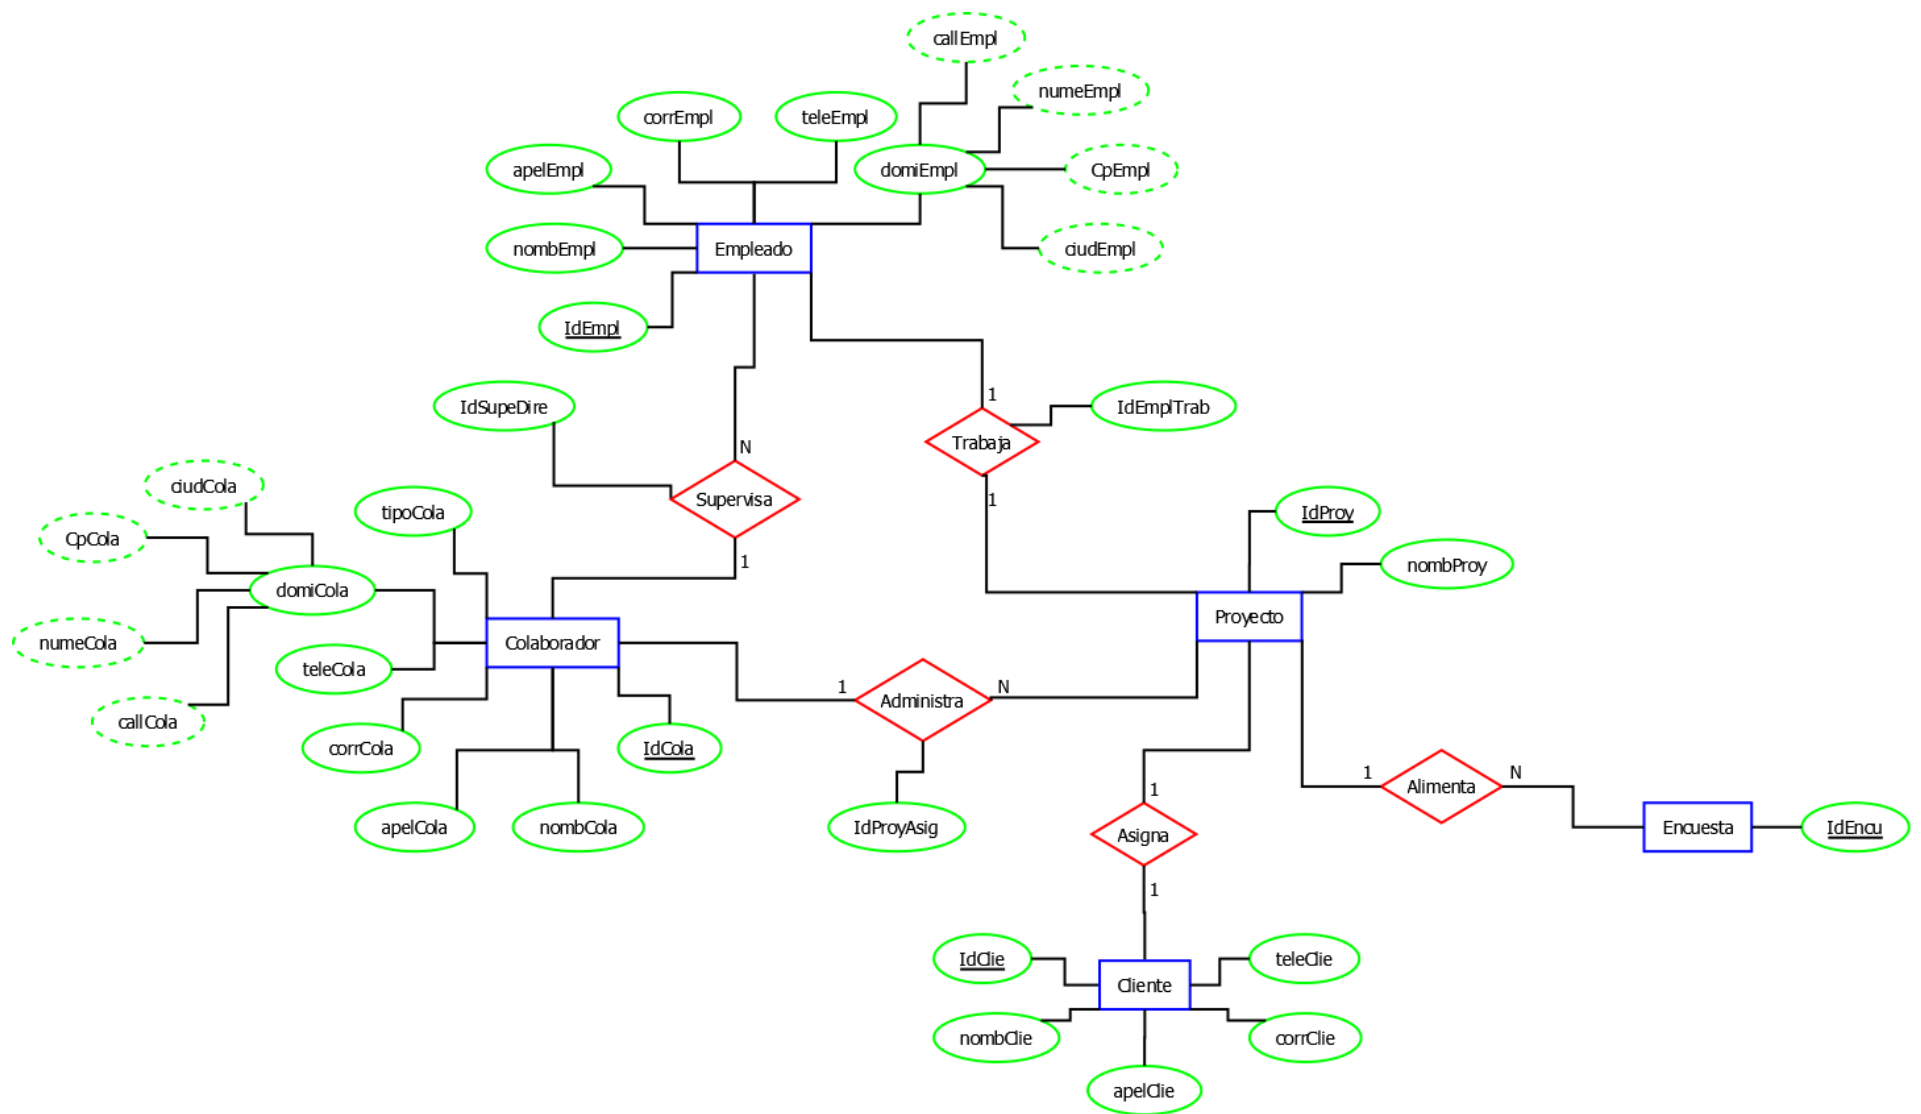 callEmpl
numeEmpl
corrEmpl
teleEmpl
apelEmpl
domiEmpl
CpEmpl
nombEmpl
Empleado
ciudEmpl
IdEmpl
IdSupeDire
1
IdEmplTrab
N
Trabaja
ciudCola
Supervisa
1
tipoCola
IdProy
CpCola
1
nombProy
domiCola
Proyecto
numeCola
Colaborador
teleCola
1
N
Administra
callCola
corrCola
IdCola
1
N
Alimenta
1
apelCola
nombCola
IdProyAsig
Asigna
Encuesta
IdEncu
1
IdClie
teleClie
Cliente
nombClie
corrClie
apelClie